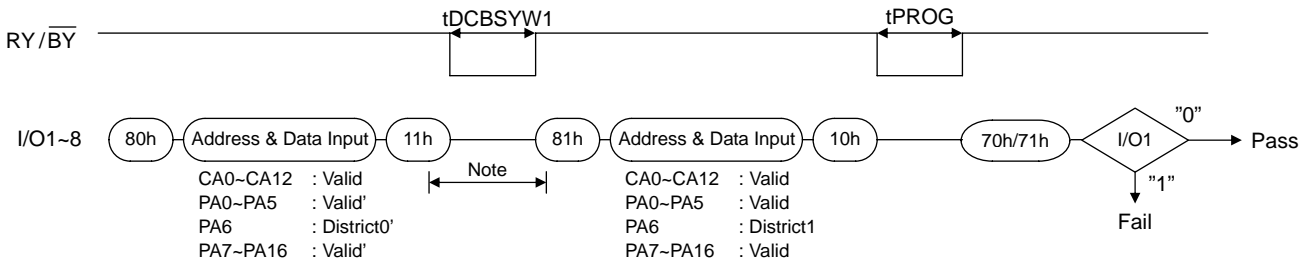 tDCBSYW1 tPROG
RY/BY
I/O1~8 80h Address & Data Input 11h 81h Address & Data Input 10h 70h/71h I/O1 "0" Pass
Note
"1"
Fail
CA0~CA12 : Valid
PA0~PA5 : Valid'
PA6 : District0'
PA7~PA16 : Valid'
CA0~CA12 : Valid
PA0~PA5 : Valid
PA6 : District1
PA7~PA16 : Valid